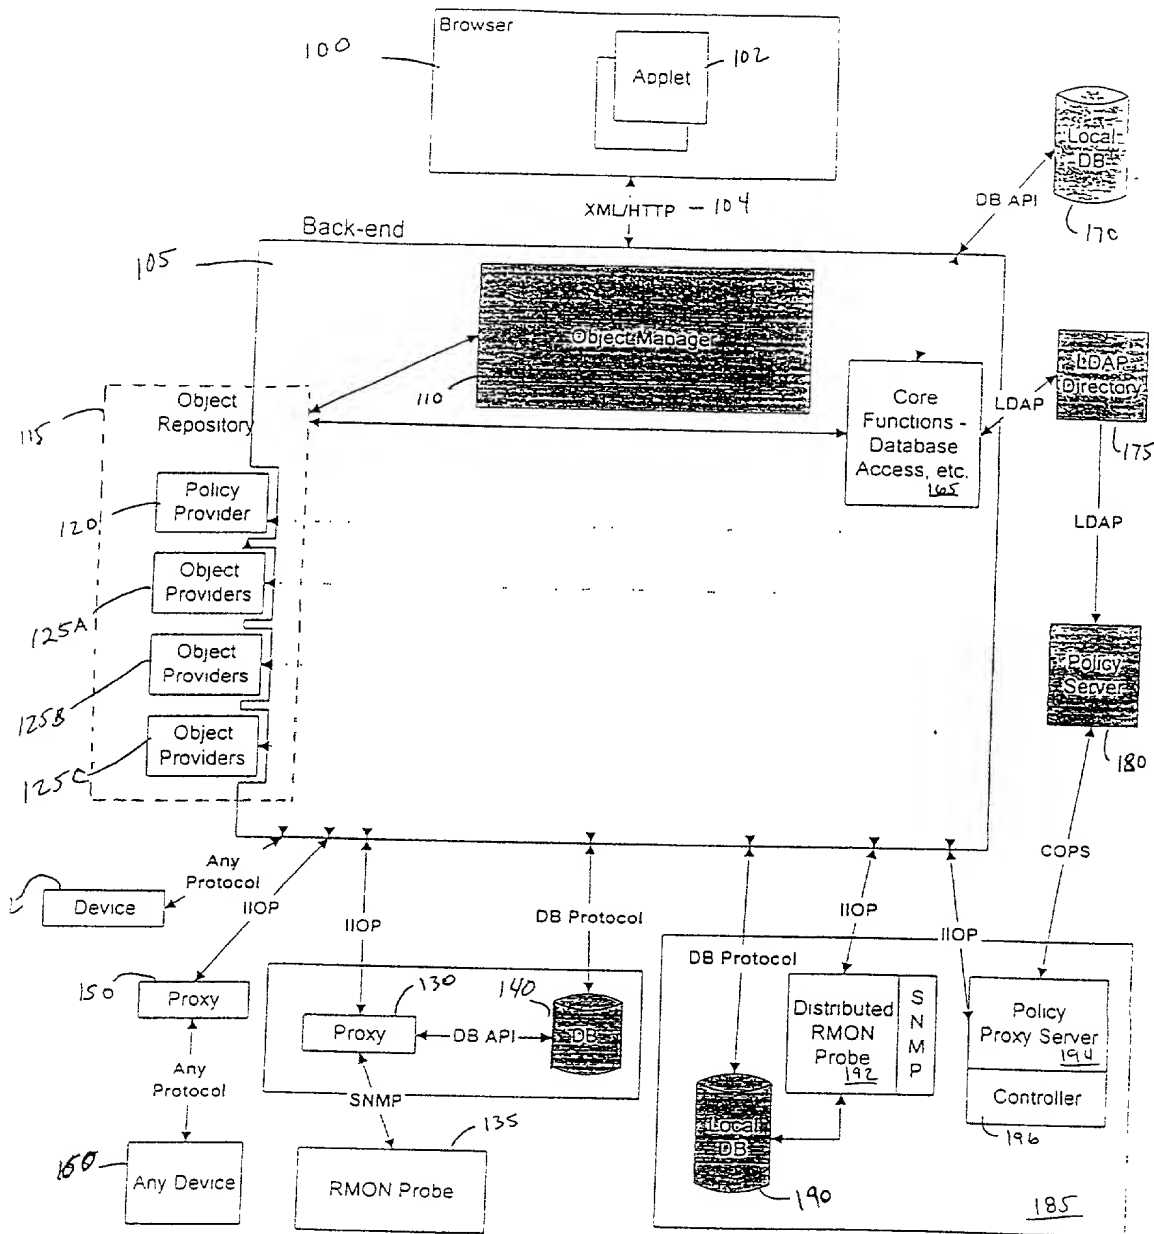 Browser
100
Applet
102
XML/HTTP - 104
Local
DB
DB API
170
Back-end
105
Object Manager
110
LDAP
Directory
175
LDAP
Core
Functions -
Database
Access, etc.
165
115
Object
Repository
Policy
Provider
120
Object
Providers
125A
Object
Providers
125B
Object
Providers
125C
LDAP
Policy
Server
180
COPS
Any
Protocol
Device
IIOP
150
Proxy
Any
Protocol
Any Device
IIOP
DB Protocol
130
Proxy
DB API
140
DB
SNMP
135
RMON Probe
DB Protocol
IIOP
IIOP
Distributed
RMON
Probe
192
SNMP
Policy
Proxy Server
194
Controller
196
Local
DB
190
185